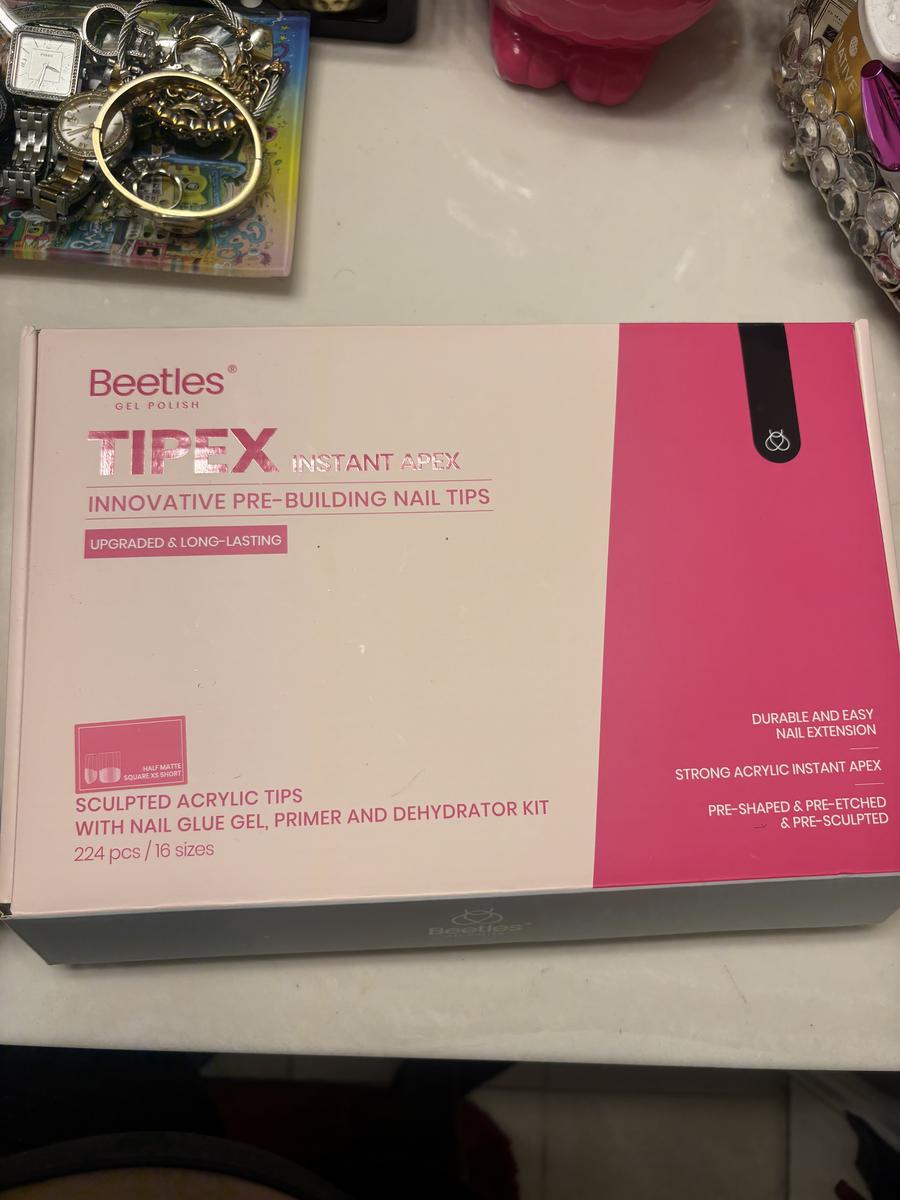 Beetles®
GEL POLISH
TIPEX INSTANT APEX
INNOVATIVE PRE-BUILDING NAIL TIPS
UPGRADED & LONG-LASTING
HALF MATTE
SQUARE XS SHORT
SCULPTED ACRYLIC TIPS
WITH NAIL GLUE GEL, PRIMER AND DEHYDRATOR KIT
224 pcs / 16 sizes
DURABLE AND EASY
NAIL EXTENSION
STRONG ACRYLIC INSTANT APEX
PRE-SHAPED & PRE-ETCHED
& PRE-SCULPTED
Beetles
NATIVE